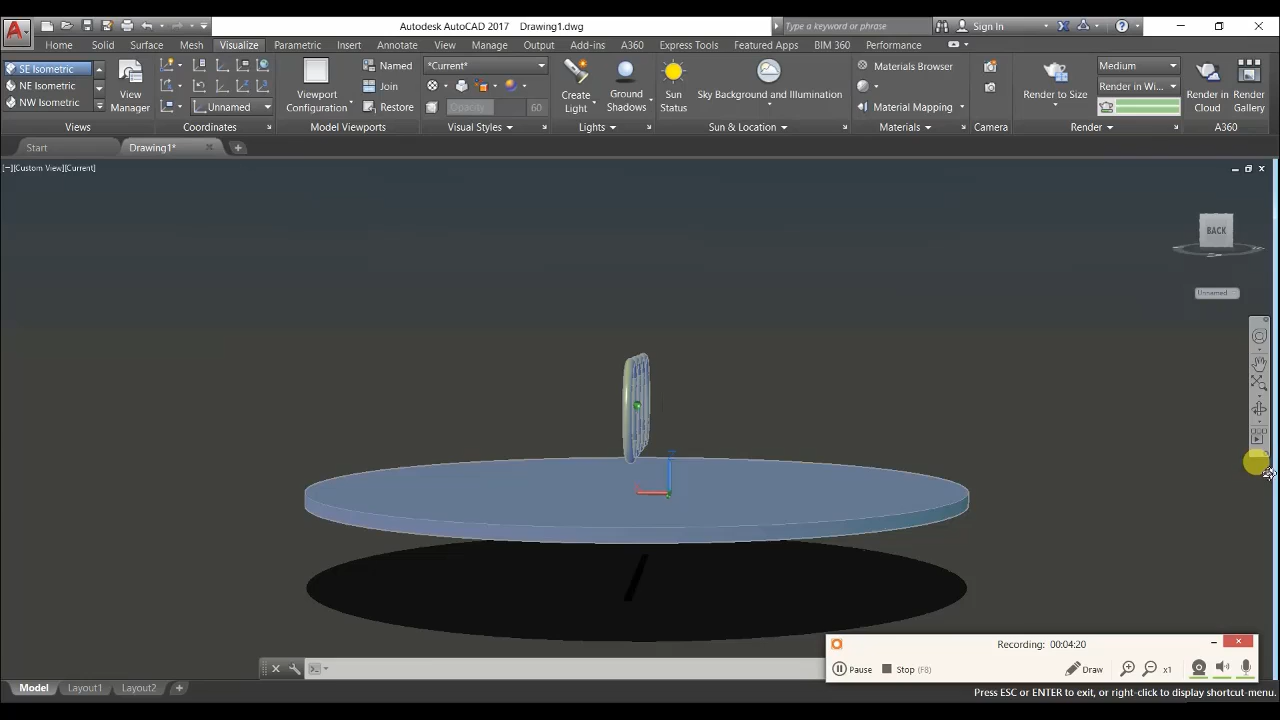 Autodesk AutoCAD 2017 Drawing1.dwg
Type a keyword or phrase
Sign In
Home Solid Surface Mesh Visualize Parametric Insert Annotate View Manage Output Add-ins A360 Express Tools Featured Apps BIM 360 Performance
SE Isometric
NE Isometric
NW Isometric
View Manager
Unnamed
Viewport Configuration
Named
Join
Restore
*Current*
Opacity 60
Create Light
Ground Shadows
Sun Status
Sky Background and Illumination
Materials Browser
Material Mapping
Render to Size
Medium
Render in Wi...
Render in Cloud
Render Gallery
Views Coordinates Model Viewports Visual Styles Lights Sun & Location Materials Camera Render A360
Start Drawing1*
[−][Custom View][Current]
BACK
Unnamed
Recording: 00:04:20
Pause Stop (F8) Draw x1
Model Layout1 Layout2
Press ESC or ENTER to exit, or right-click to display shortcut-menu.